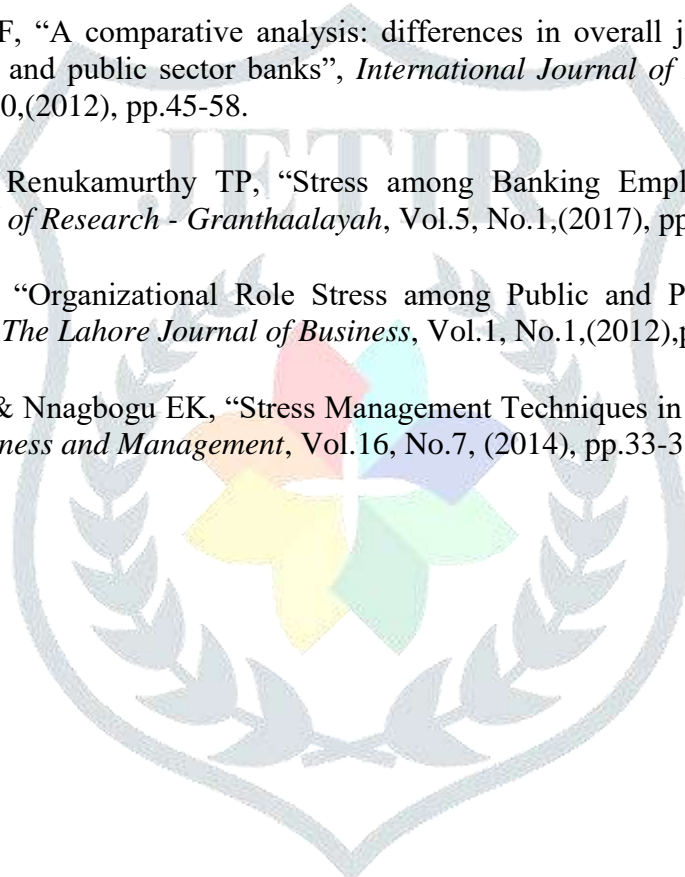 F, “A comparative analysis: differences in overall j
and public sector banks”, International Journal of
0,(2012), pp.45-58.
JETIR
Renukamurthy TP, “Stress among Banking Empl
of Research - Granthaalayah, Vol.5, No.1,(2017), pp
“Organizational Role Stress among Public and P
The Lahore Journal of Business, Vol.1, No.1,(2012),p
& Nnagbogu EK, “Stress Management Techniques in
ness and Management, Vol.16, No.7, (2014), pp.33-3